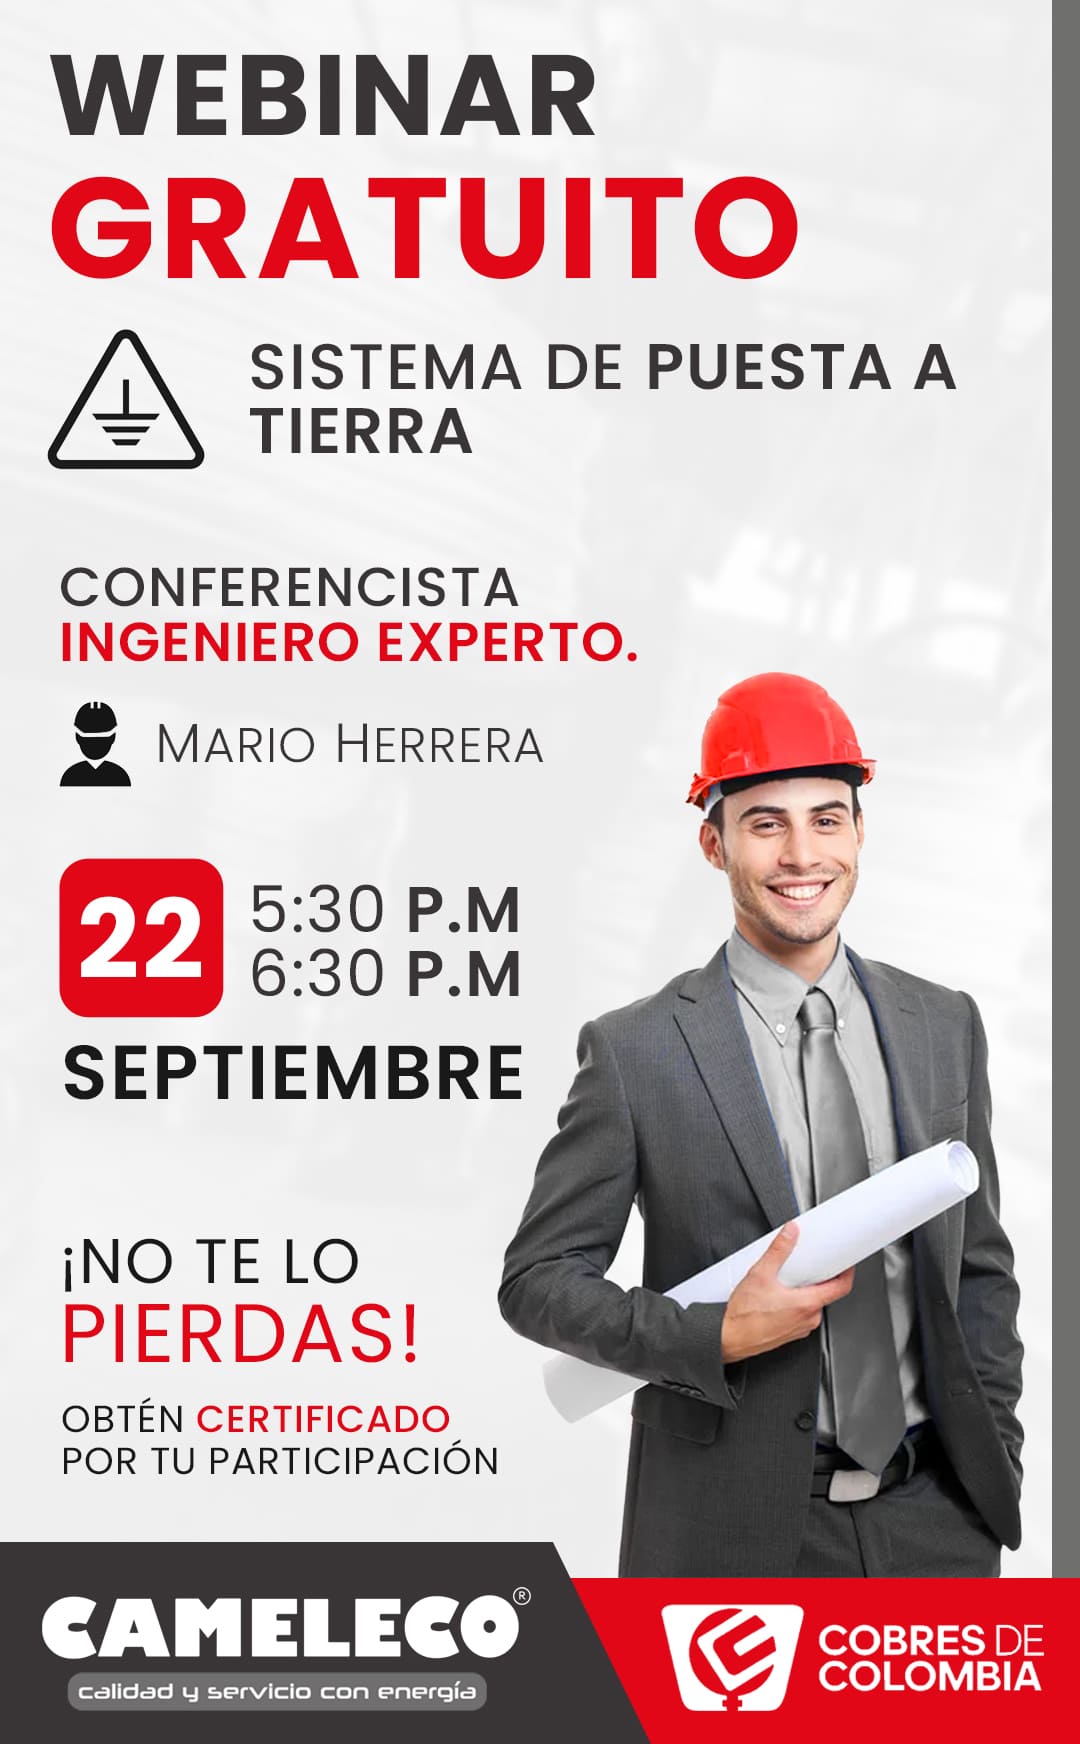 WEBINAR
GRATUITO
SISTEMA DE PUESTA A
TIERRA
CONFERENCISTA
INGENIERO EXPERTO.
MARIO HERRERA
22
5:30 P.M
6:30 P.M
SEPTIEMBRE
¡NO TE LO
PIERDAS!
OBTÉN CERTIFICADO
POR TU PARTICIPACIÓN
CAMELECO®
calidad y servicio con energía
COBRES DE
COLOMBIA